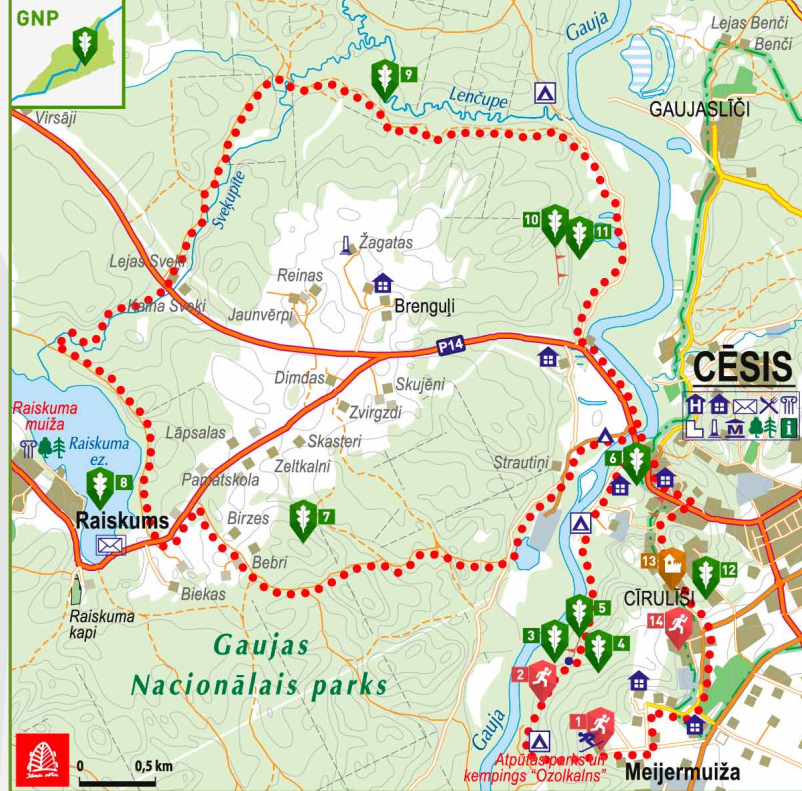 GNP
Virsāji
Gauja
Lejas Benči
Benči
GAUJASLĪČI
9
Lenčupe
Sveķupīte
10
11
Žagatas
Lejas Sveķi
Kalna Sveķi
Reinas
Jaunvērpi
Brenguļi
P14
CĒSIS
H
M
i
Dimdas
Skujēni
Zvirgzdi
Raiskuma
muiža
Raiskuma
ez.
Lāpsalas
Skasteri
Zeltkalni
Pamatskola
Strautiņi
6
8
Raiskums
7
Birzes
Bebri
Biekas
Raiskuma
kapi
13
12
CĪRULĪŠI
5
14
3
4
Gaujas
Nacionālais parks
2
1
Gauja
Atpūtas parks un
kempings "Ozolkalns"
Meijermuiža
0 0,5 km